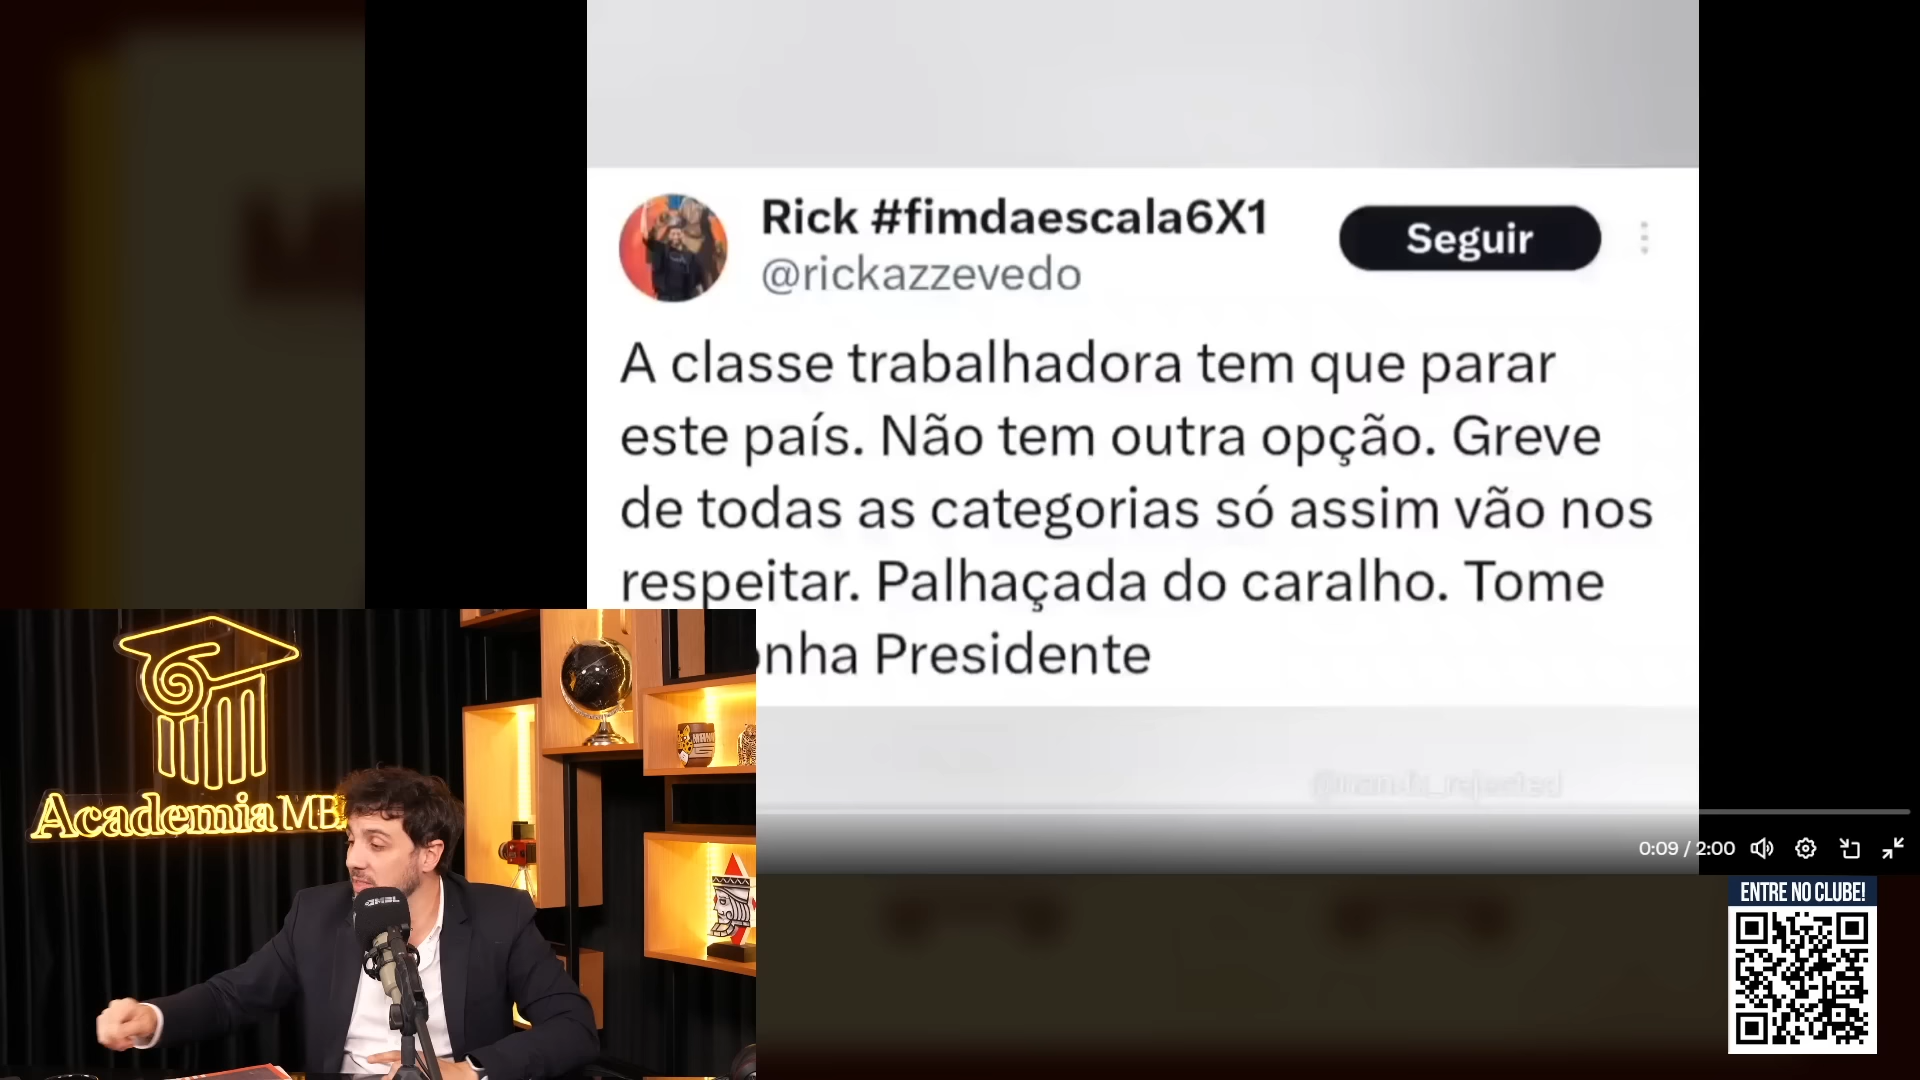 Rick #fimdaescala6X1
@rickazzevedo
Seguir
A classe trabalhadora tem que parar
este país. Não tem outra opção. Greve
de todas as categorias só assim vão nos
respeitar. Palhaçada do caralho. Tome
Presidente
0:09 / 2:00
ENTRE NO CLUBE!
Academia MB
MBL